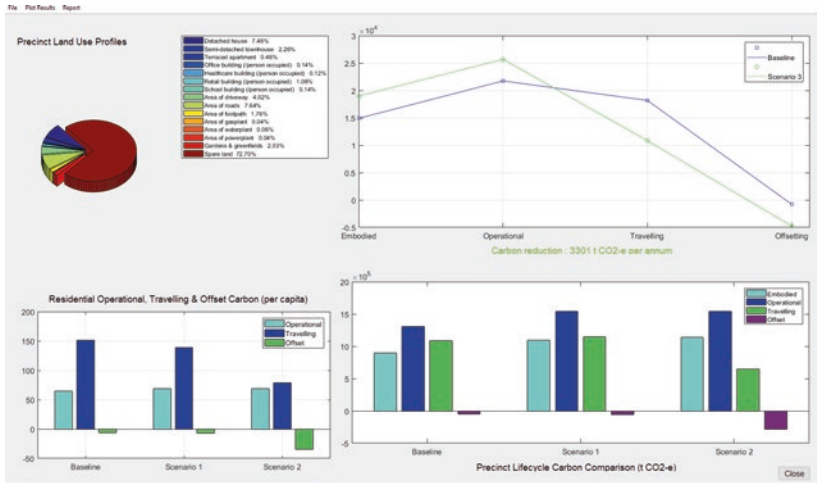 File Plot Results Report
Precinct Land Use Profiles
Detached house 7.48%
Semi-detached townhouse 2.26%
Terraced apartment 0.48%
Office building (/person occupied) 0.14%
Healthcare building (/person occupied) 0.12%
Retail building (/person occupied) 1.08%
School building (/person occupied) 0.14%
Area of driveway 4.02%
Area of roads 7.64%
Area of footpath 1.76%
Area of gasplant 0.04%
Area of waterplant 0.06%
Area of powerplant 0.04%
Gardens & greenfields 2.03%
Spare land 72.70%
×10⁴
3
2.5
2
1.5
1
0.5
0
-0.5
Baseline
Scenario 3
Embodied Operational Travelling Offsetting
Carbon reduction : 3301 t CO2-e per annum
Residential Operational, Travelling & Offset Carbon (per capita)
200
150
100
50
0
-50
Operational
Travelling
Offset
Baseline Scenario 1 Scenario 2
×10⁵
20
15
10
5
0
-5
Embodied
Operational
Travelling
Offset
Baseline Scenario 1 Scenario 2
Precinct Lifecycle Carbon Comparison (t CO2-e)
Close